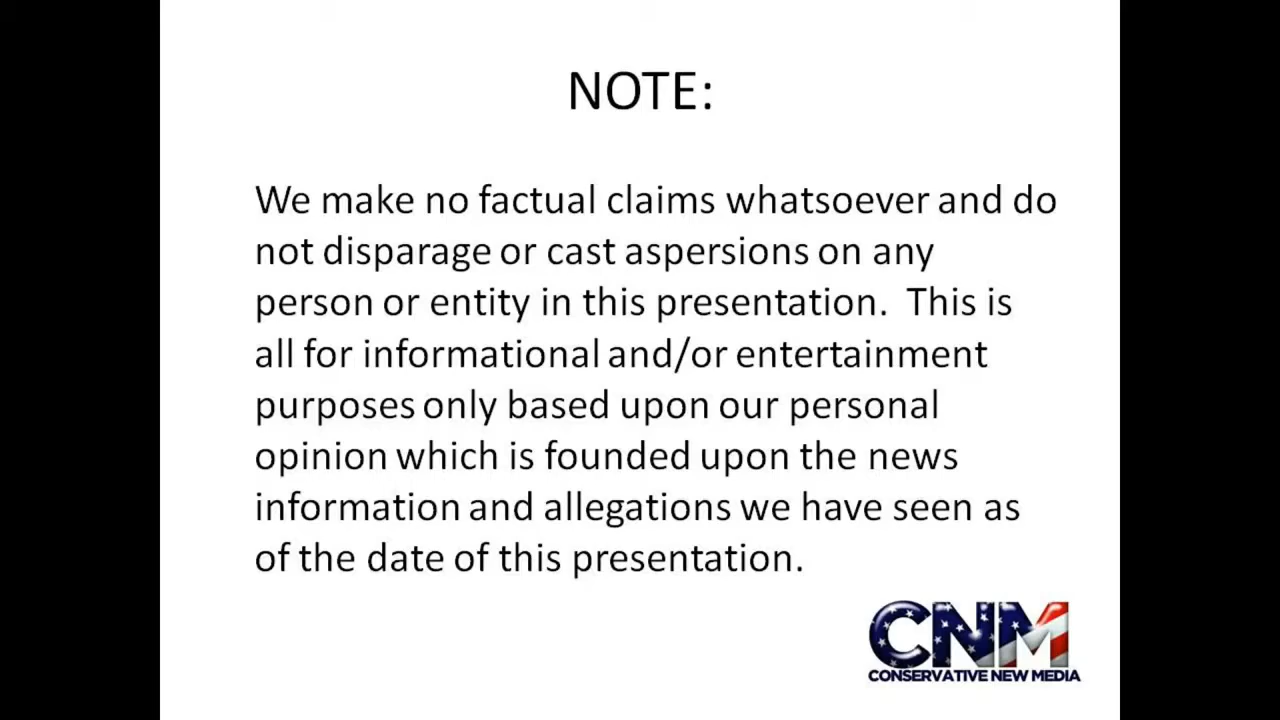 NOTE:
We make no factual claims whatsoever and do
not disparage or cast aspersions on any
person or entity in this presentation.  This is
all for informational and/or entertainment
purposes only based upon our personal
opinion which is founded upon the news
information and allegations we have seen as
of the date of this presentation.
CNM
CONSERVATIVE NEW MEDIA